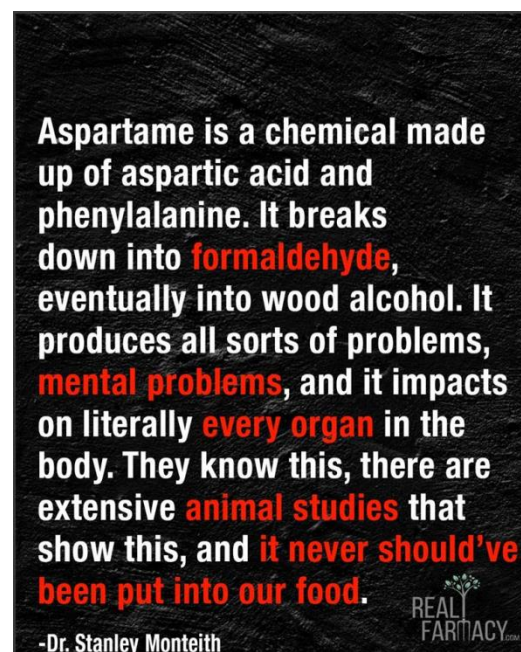 Aspartame is a chemical made
up of aspartic acid and
phenylalanine. It breaks
down into formaldehyde,
eventually into wood alcohol. It
produces all sorts of problems,
mental problems, and it impacts
on literally every organ in the
body. They know this, there are
extensive animal studies that
show this, and it never should've
been put into our food.
-Dr. Stanley Monteith
REAL
FARMACY.COM